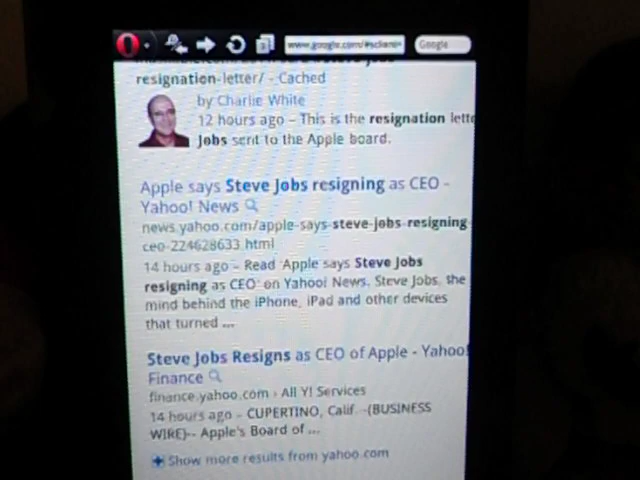 www.google.com/#sclient=
Google
resignation-letter/ - Cached
by Charlie White
12 hours ago – This is the resignation lette
Jobs sent to the Apple board.
Apple says Steve Jobs resigning as CEO -
Yahoo! News
news.yahoo.com/apple-says-steve-jobs-resigning-
ceo-224628633.html
14 hours ago – Read 'Apple says Steve Jobs
resigning as CEO' on Yahoo! News. Steve Jobs, the
mind behind the iPhone, iPad and other devices
that turned ...
Steve Jobs Resigns as CEO of Apple - Yahoo!
Finance
finance.yahoo.com › All Y! Services
14 hours ago – CUPERTINO, Calif. -(BUSINESS
WIRE)-- Apple's Board of ...
Show more results from yahoo.com